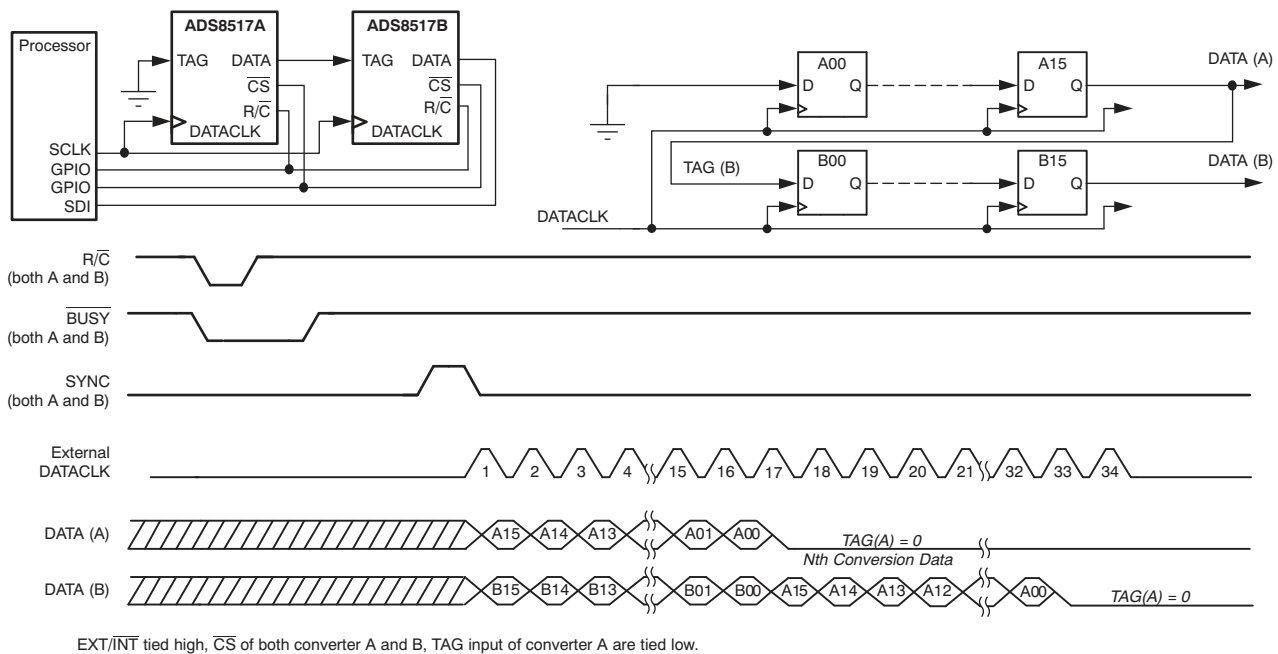 ADS8517A
ADS8517B
Processor
TAG DATA
TAG DATA
CS
CS
R/C
R/C
DATACLK
DATACLK
SCLK
GPIO
GPIO
SDI
A00
A15
DATA (A)
D Q
D Q
TAG (B)
B00
B15
DATA (B)
D Q
D Q
DATACLK
R/C
(both A and B)
BUSY
(both A and B)
SYNC
(both A and B)
External
DATACLK
1 2 3 4 15 16 17 18 19 20 21 32 33 34
DATA (A)
A15 A14 A13 A01 A00 TAG(A) = 0
Nth Conversion Data
DATA (B)
B15 B14 B13 B01 B00 A15 A14 A13 A12 A00 TAG(A) = 0
EXT/INT tied high, CS of both converter A and B, TAG input of converter A are tied low.